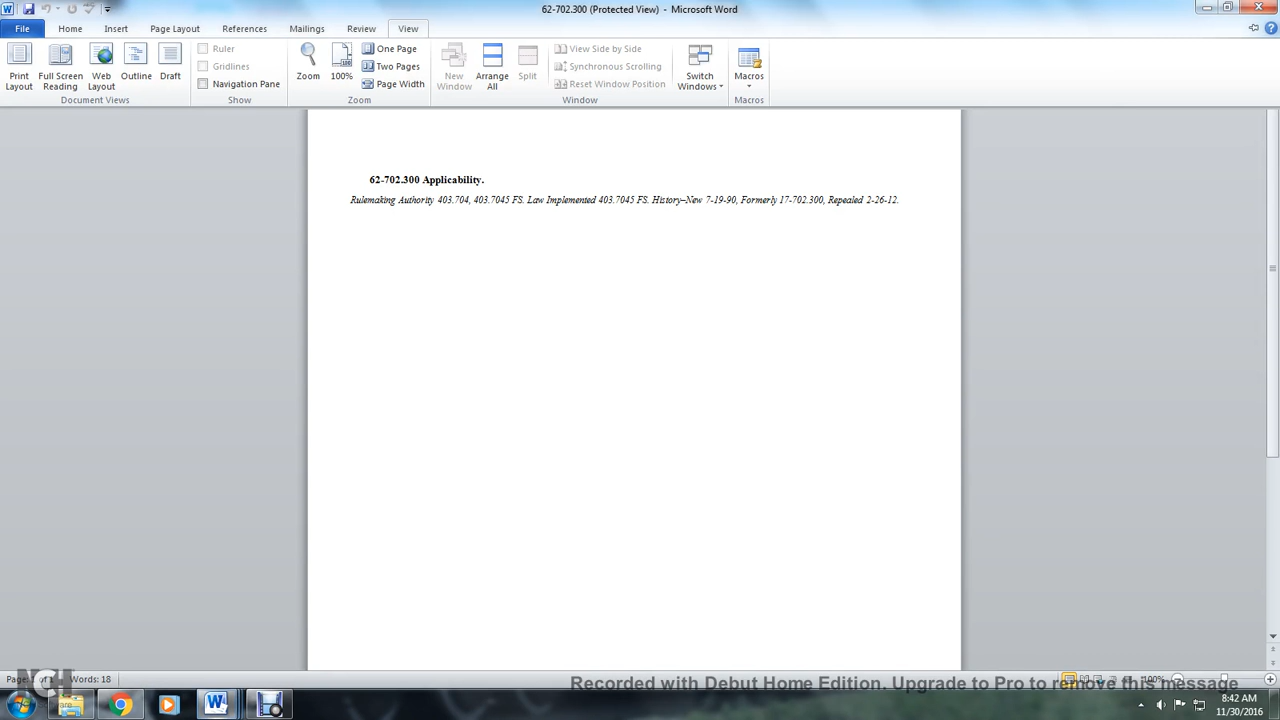 62-702.300 (Protected View) - Microsoft Word
File Home Insert Page Layout References Mailings Review View
Print Layout
Full Screen Reading
Web Layout
Outline
Draft
Document Views
Ruler
Gridlines
Navigation Pane
Show
Zoom
100%
One Page
Two Pages
Page Width
Zoom
New Window
Arrange All
Split
View Side by Side
Synchronous Scrolling
Reset Window Position
Window
Switch Windows
Macros
Macros
62-702.300 Applicability.
Rulemaking Authority 403.704, 403.7045 FS. Law Implemented 403.7045 FS. History–New 7-19-90, Formerly 17-702.300, Repealed 2-26-12.
Page: Words: 18
100%
Recorded with Debut Home Edition. Upgrade to Pro to remove this message
NCH
8:42 AM
11/30/2016